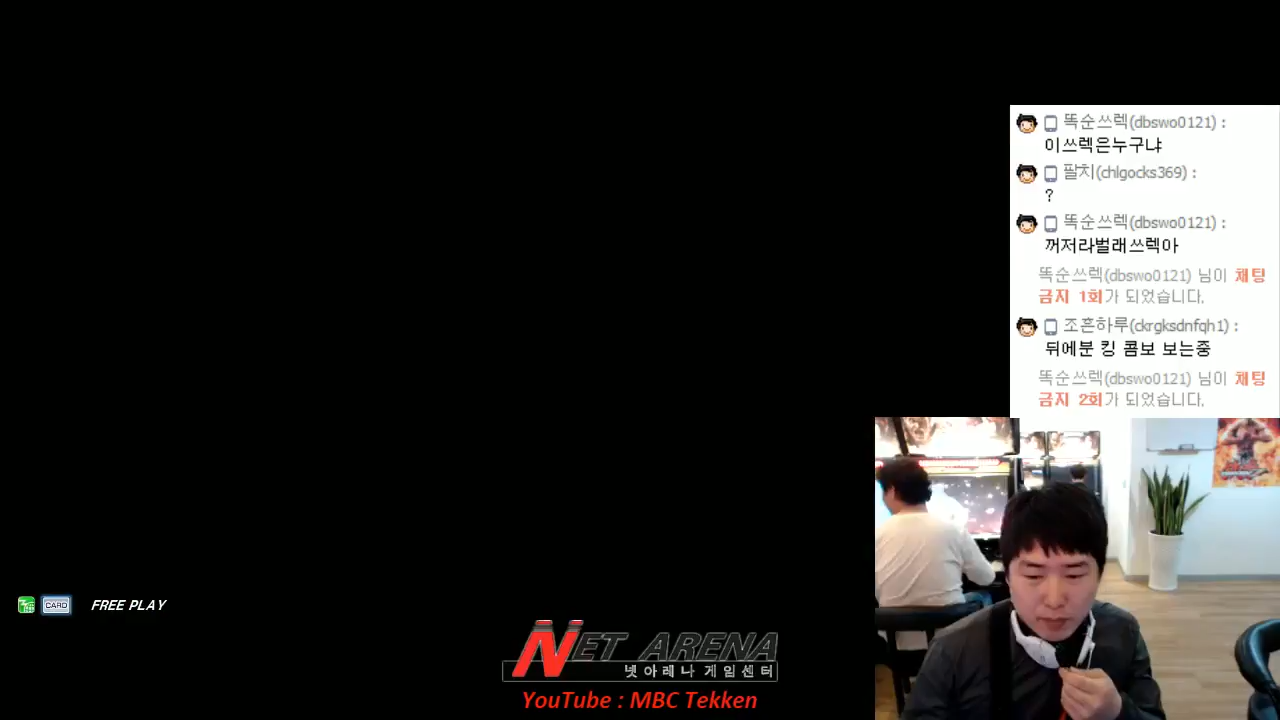 똑순쓰렉(dbswo0121) :
이쓰렉은누구냐
팔치(chlgocks369) :
?
똑순쓰렉(dbswo0121) :
꺼저라벌래쓰렉아
똑순쓰렉(dbswo0121) 님이 채팅
금지 1회가 되었습니다.
조흔하루(ckrgksdnfqh1) :
뒤에분 킹 콤보 보는중
똑순쓰렉(dbswo0121) 님이 채팅
금지 2회가 되었습니다.
CARD FREE PLAY
NET ARENA
넷아레나 게임센터
YouTube : MBC Tekken